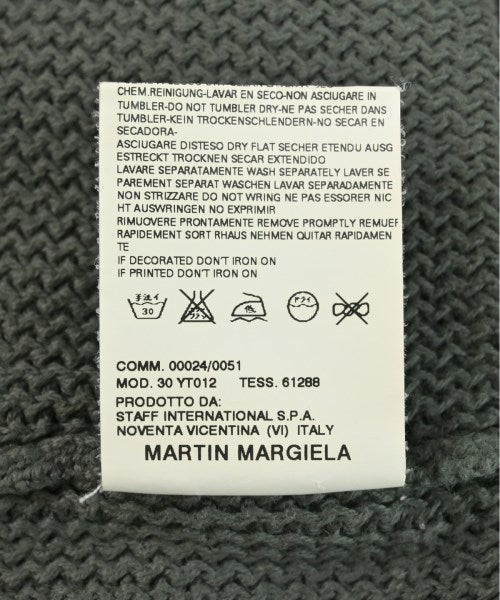 CHEM.REINIGUNG-LAVAR EN SECO-NON ASCIUGARE IN
TUMBLER-DO NOT TUMBLER DRY-NE PAS SECHER DANS
TUMBLER-KEIN TROCKENSCHLENDERN-NO SECAR EN
SECADORA-
ASCIUGARE DISTESO DRY FLAT SECHER ETENDU AUSG
ESTRECKT TROCKNEN SECAR EXTENDIDO
LAVARE SEPARATAMENTE WASH SEPARATELY LAVER SE
PAREMENT SEPARAT WASCHEN LAVAR SEPARADAMENTE
NON STRIZZARE DO NOT WRING NE PAS ESSORER NIC
HT AUSWRINGEN NO EXPRIMIR
RIMUOVERE PRONTAMENTE REMOVE PROMPTLY REMUER
RAPIDEMENT SORT RHAUS NEHMEN QUITAR RAPIDAMEN
TE
IF DECORATED DON'T IRON ON
IF PRINTED DON'T IRON ON
手洗イ 30 低 ドライ
COMM. 00024/0051
MOD. 30 YT012 TESS. 61288
PRODOTTO DA:
STAFF INTERNATIONAL S.P.A.
NOVENTA VICENTINA (VI) ITALY
MARTIN MARGIELA